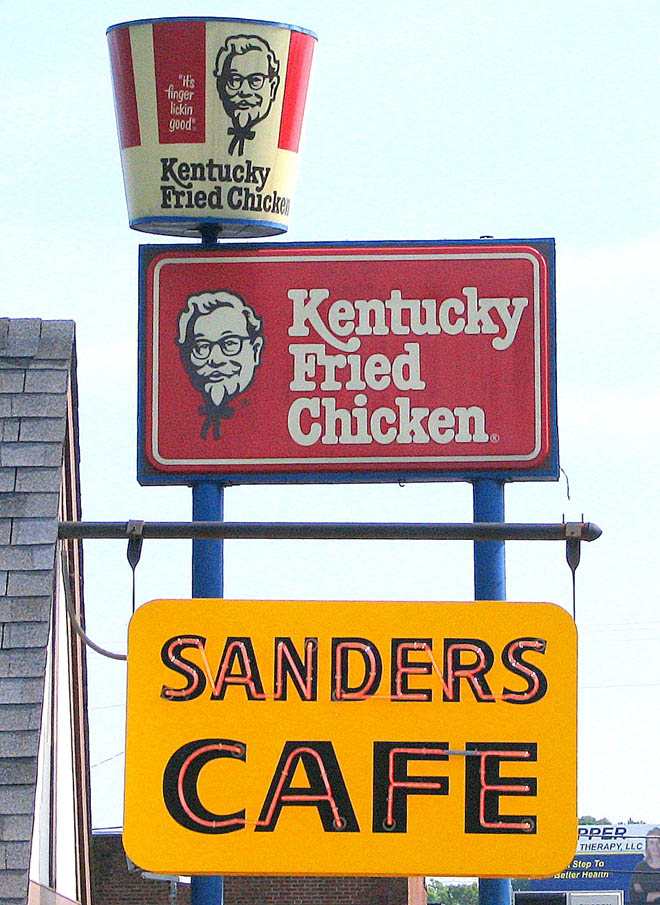 "it's
finger
lickin
good"
Kentucky
Fried Chicken
Kentucky
Fried
Chicken®
SANDERS
CAFE
THERAPY, LLC
Step To
Better Health